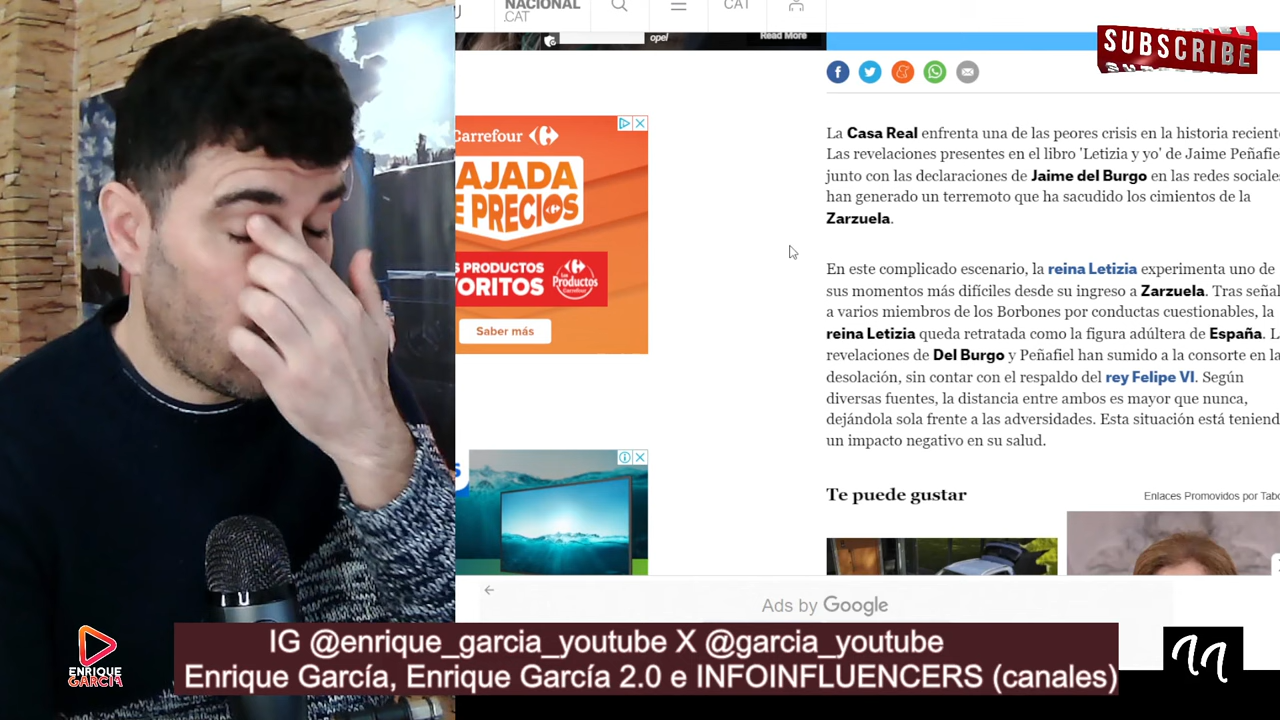 NACIONAL
.CAT
CAT
opel
Read More
SUBSCRIBE
Carrefour
AJADA
E PRECIOS
S PRODUCTOS
VORITOS
Los
Productos
Carrefour
Saber más
La Casa Real enfrenta una de las peores crisis en la historia reciente
Las revelaciones presentes en el libro 'Letizia y yo' de Jaime Peñafie
junto con las declaraciones de Jaime del Burgo en las redes sociales
han generado un terremoto que ha sacudido los cimientos de la
Zarzuela.
En este complicado escenario, la reina Letizia experimenta uno de
sus momentos más difíciles desde su ingreso a Zarzuela. Tras señal
a varios miembros de los Borbones por conductas cuestionables, la
reina Letizia queda retratada como la figura adúltera de España. L
revelaciones de Del Burgo y Peñafiel han sumido a la consorte en la
desolación, sin contar con el respaldo del rey Felipe VI. Según
diversas fuentes, la distancia entre ambos es mayor que nunca,
dejándola sola frente a las adversidades. Esta situación está teniend
un impacto negativo en su salud.
Te puede gustar
Enlaces Promovidos por Tabo
Ads by Google
IG @enrique_garcia_youtube X @garcia_youtube
Enrique García, Enrique García 2.0 e INFOINFLUENCERS (canales)
ENRIQUE
GARCÍA